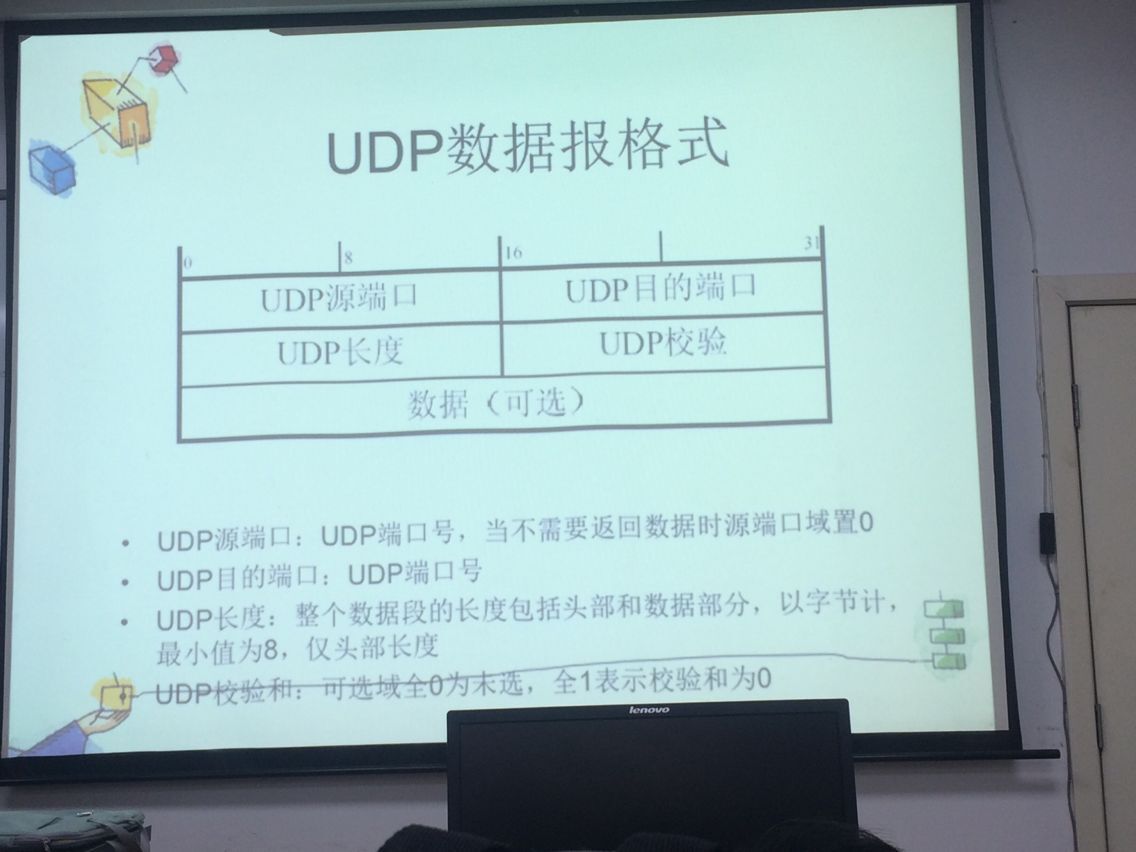 UDP数据报格式
0 8 16 31
UDP源端口 UDP目的端口
UDP长度 UDP校验
数据（可选）
• UDP源端口：UDP端口号，当不需要返回数据时源端口域置0
• UDP目的端口：UDP端口号
• UDP长度：整个数据段的长度包括头部和数据部分，以字节计，
最小值为8，仅头部长度
UDP校验和：可选域全0为未选，全1表示校验和为0
lenovo